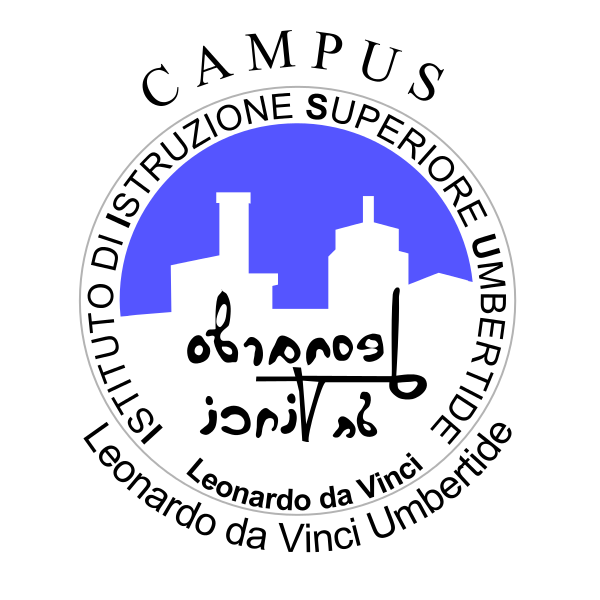 CAMPUS
ISTITUTO DI ISTRUZIONE SUPERIORE UMBERTIDE
Leonardo
da Vinci
Leonardo da Vinci
Leonardo da Vinci Umbertide